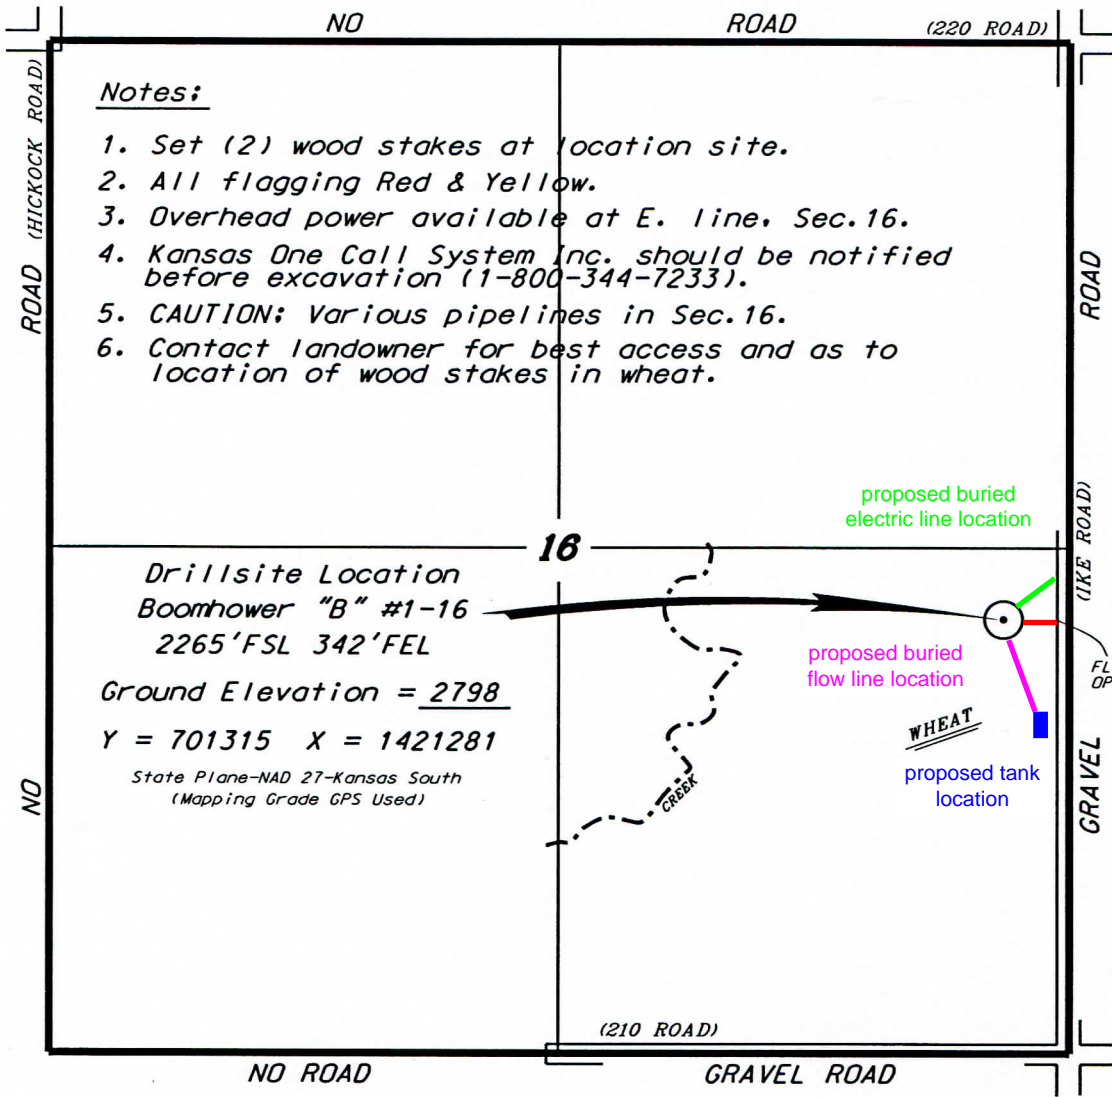 NO ROAD (220 ROAD)
ROAD (HICKOCK ROAD)
Notes:
1. Set (2) wood stakes at location site.
2. All flagging Red & Yellow.
3. Overhead power available at E. line, Sec.16.
4. Kansas One Call System Inc. should be notified
before excavation (1-800-344-7233).
5. CAUTION: Various pipelines in Sec.16.
6. Contact landowner for best access and as to
location of wood stakes in wheat.
ROAD
(IKE ROAD)
proposed buried
electric line location
16
Drillsite Location
Boomhower "B" #1-16
2265'FSL 342'FEL
Ground Elevation = 2798
Y = 701315 X = 1421281
State Plane-NAD 27-Kansas South
(Mapping Grade GPS Used)
proposed buried
flow line location
FL
OP
WHEAT
proposed tank
location
CREEK
NO
GRAVEL
(210 ROAD)
NO ROAD
GRAVEL ROAD